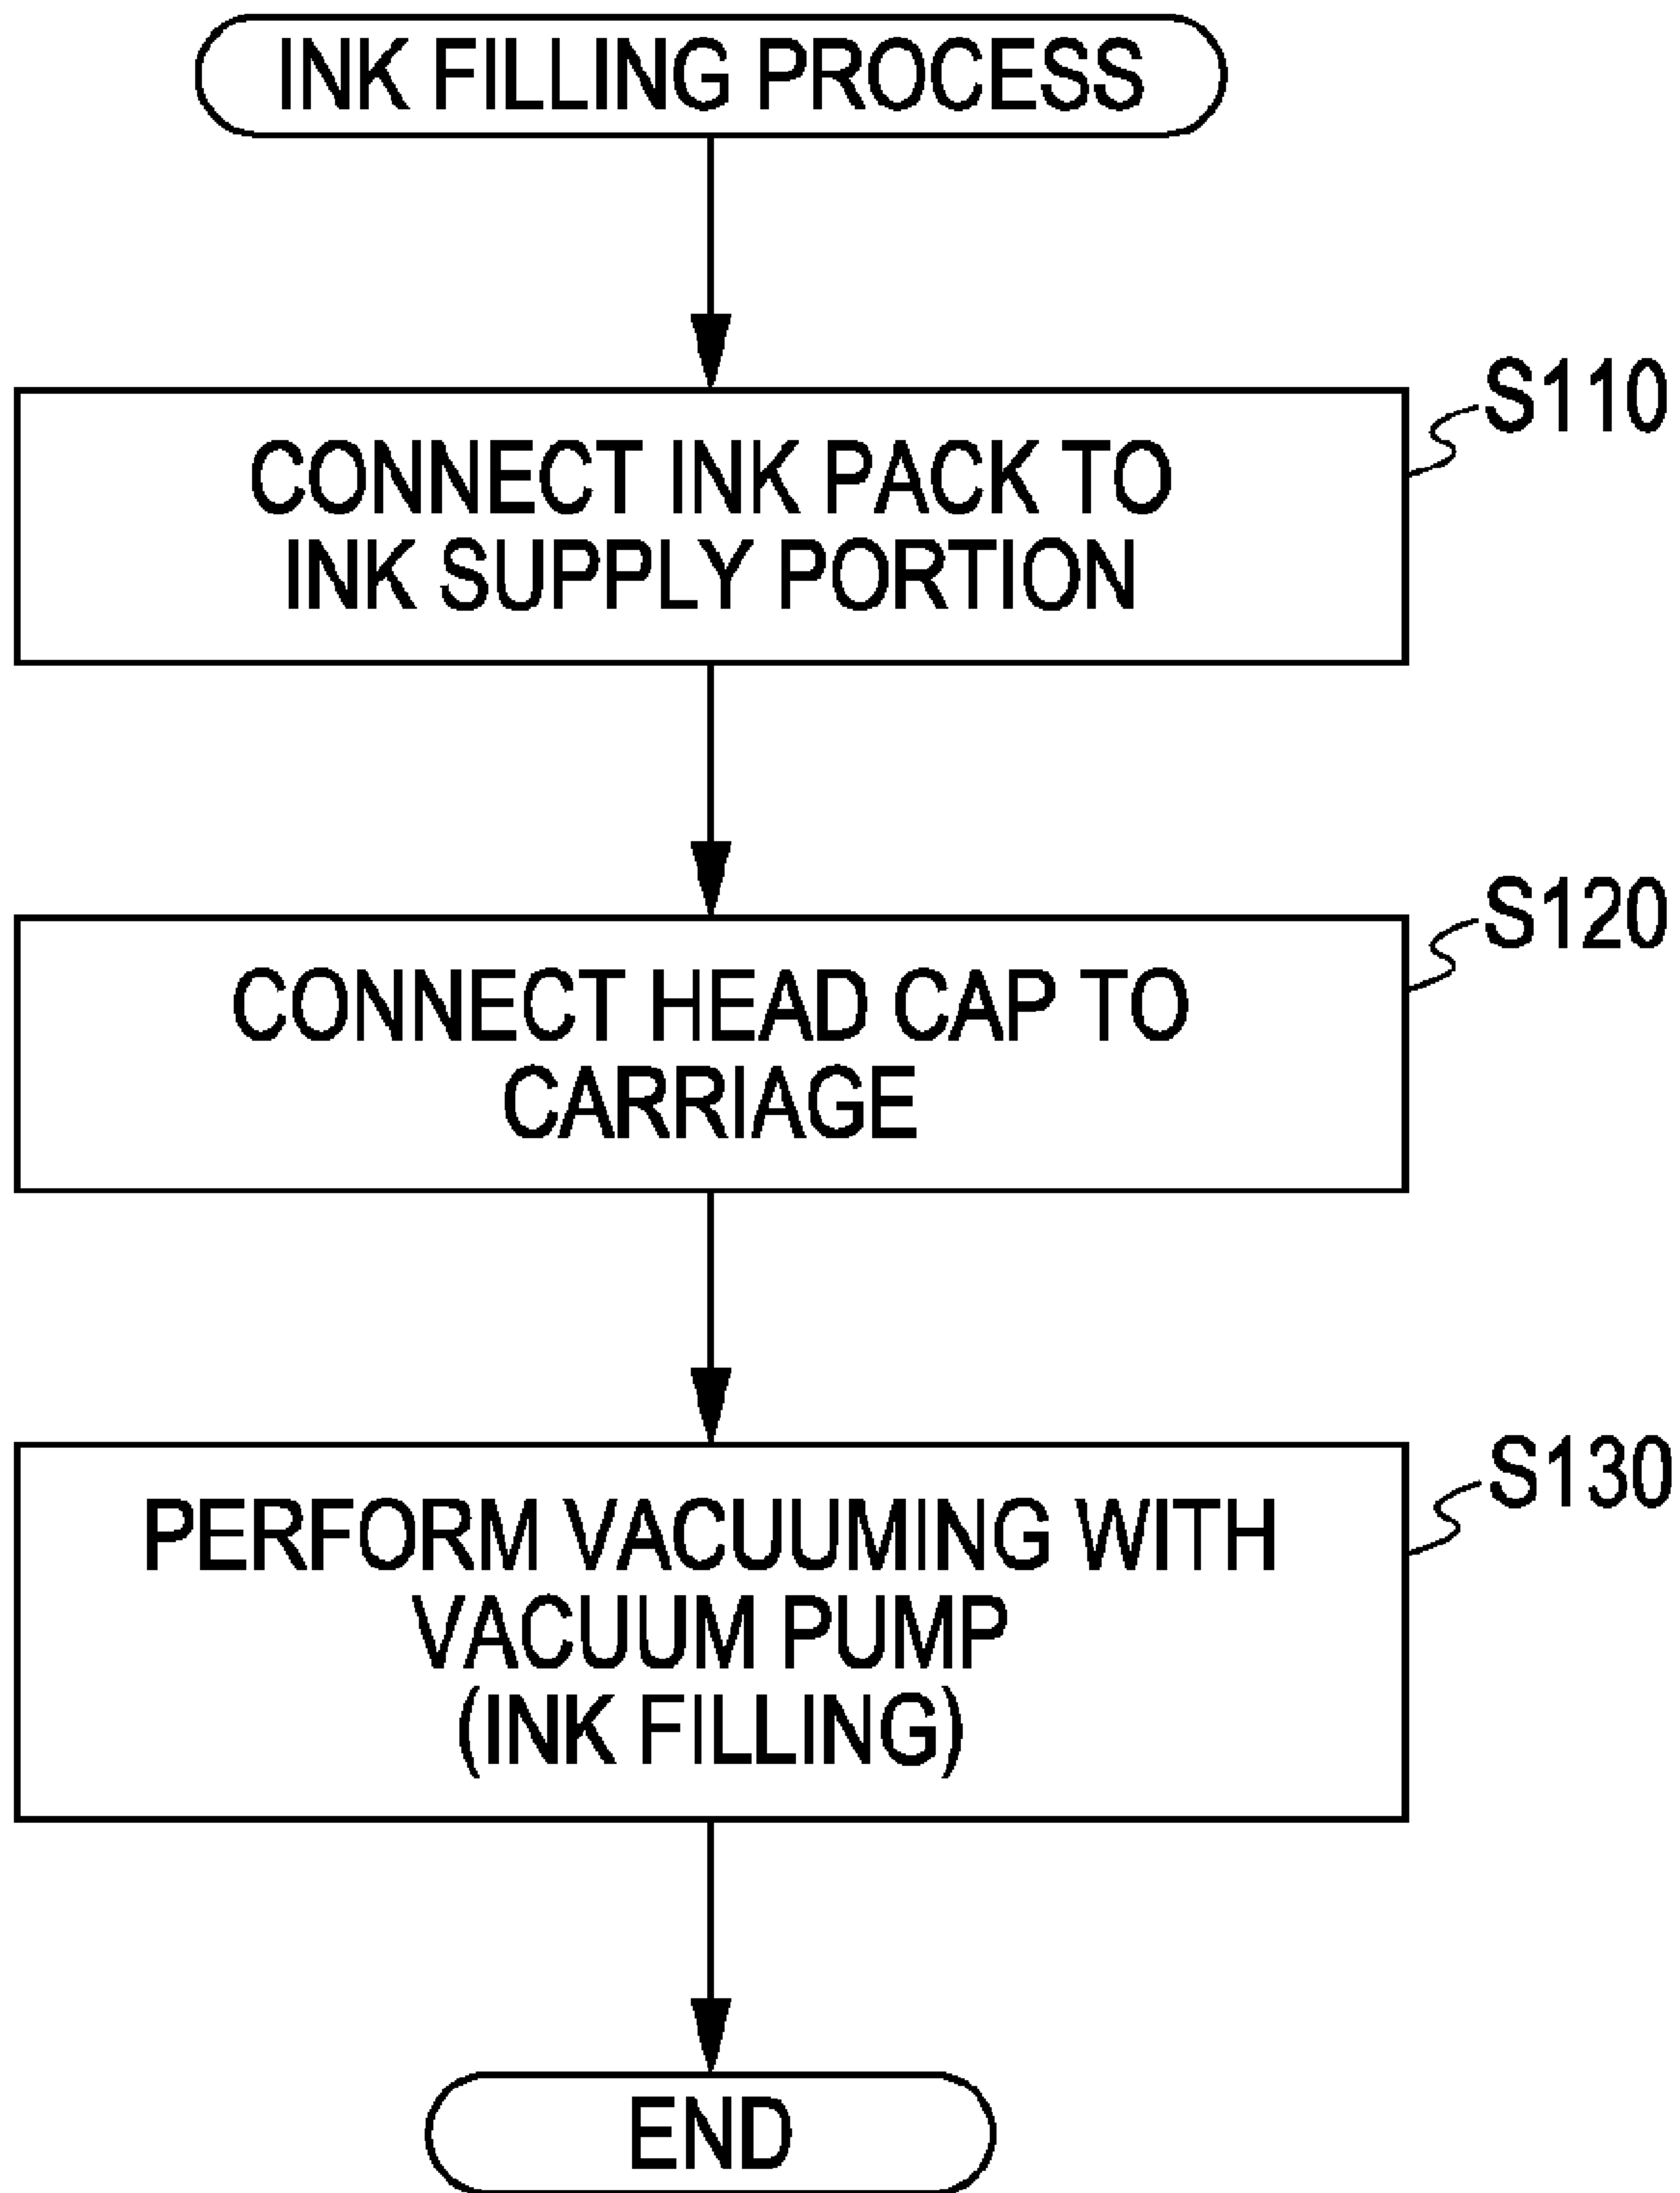 INK FILLING PROCESS
S110
CONNECT INK PACK TO
INK SUPPLY PORTION
S120
CONNECT HEAD CAP TO
CARRIAGE
S130
PERFORM VACUUMING WITH
VACUUM PUMP
(INK FILLING)
END